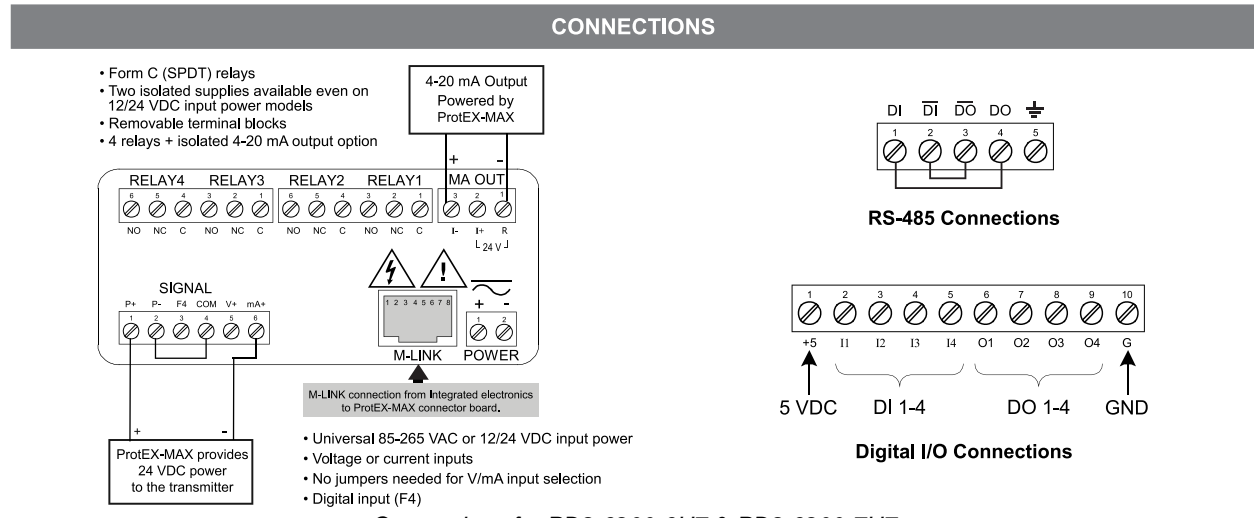 CONNECTIONS
• Form C (SPDT) relays
• Two isolated supplies available even on
12/24 VDC input power models
• Removable terminal blocks
• 4 relays + isolated 4-20 mA output option
4-20 mA Output
Powered by
ProtEX-MAX
+ -
RELAY4 RELAY3 RELAY2 RELAY1 MA OUT
6 5 4 3 2 1 6 5 4 3 2 1 3 2 1
NO NC C NO NC C NO NC C NO NC C I- I+ R
24 V
SIGNAL
P+ P- F4 COM V+ mA+
1 2 3 4 5 6
1 2 3 4 5 6 7 8
M-LINK
+ -
1 2
POWER
M-LINK connection from Integrated electronics
to ProtEX-MAX connector board.
+ -
ProtEX-MAX provides
24 VDC power
to the transmitter
• Universal 85-265 VAC or 12/24 VDC input power
• Voltage or current inputs
• No jumpers needed for V/mA input selection
• Digital input (F4)
DI D̅I̅ D̅O̅ DO
1 2 3 4 5
RS-485 Connections
1 2 3 4 5 6 7 8 9 10
+5 I1 I2 I3 I4 O1 O2 O3 O4 G
5 VDC DI 1-4 DO 1-4 GND
Digital I/O Connections